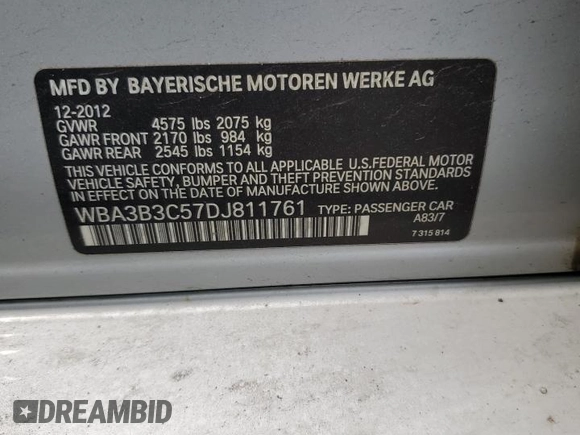 MFD BY BAYERISCHE MOTOREN WERKE AG
12-2012
GVWR 4575 lbs 2075 kg
GAWR FRONT 2170 lbs 984 kg
GAWR REAR 2545 lbs 1154 kg
THIS VEHICLE CONFORMS TO ALL APPLICABLE U.S.FEDERAL MOTOR
VEHICLE SAFETY, BUMPER AND THEFT PREVENTION STANDARDS
IN EFFECT ON THE DATE OF MANUFACTURE SHOWN ABOVE.
WBA3B3C57DJ811761 TYPE: PASSENGER CAR
A83/7
7 315 814
DREAMBID